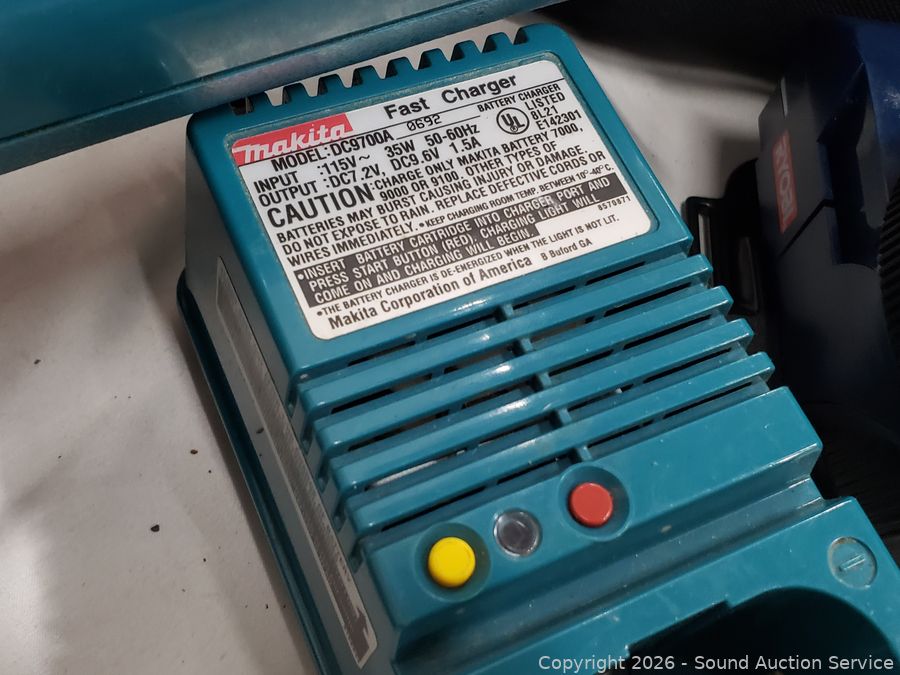 Makita
Fast Charger
MODEL:DC9700A 0692 BATTERY CHARGER
INPUT :115V~ 35W 50-60Hz
OUTPUT :DC7.2V, DC9.6V 1.5A
UL LISTED
8L74
E142301
CAUTION:CHARGE ONLY MAKITA BATTERY 7000,
9000 OR 9100. OTHER TYPES OF
BATTERIES MAY BURST CAUSING INJURY OR DAMAGE.
DO NOT EXPOSE TO RAIN. REPLACE DEFECTIVE CORDS OR
WIRES IMMEDIATELY. •KEEP CHARGING ROOM TEMP. BETWEEN 10°-40°C.
•INSERT BATTERY CARTRIDGE INTO CHARGER PORT AND
PRESS START BUTTON (RED), CHARGING LIGHT WILL
COME ON AND CHARGING WILL BEGIN.
8579871
•THE BATTERY CHARGER IS DE-ENERGIZED WHEN THE LIGHT IS NOT LIT.
Makita Corporation of America B Buford GA
RYOBI
Copyright 2026 - Sound Auction Service